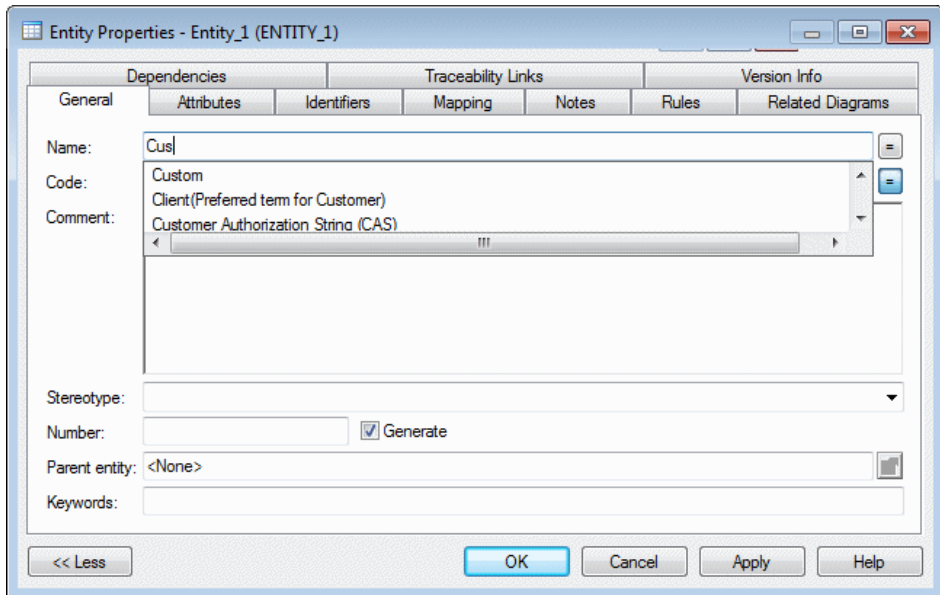 Entity Properties - Entity_1 (ENTITY_1)
Dependencies Traceability Links Version Info
General Attributes Identifiers Mapping Notes Rules Related Diagrams
Name: Cus =
Custom
Code: =
Client(Preferred term for Customer)
Comment:
Customer Authorization String (CAS)
Stereotype:
Number: Generate
Parent entity: <None>
Keywords:
<< Less OK Cancel Apply Help